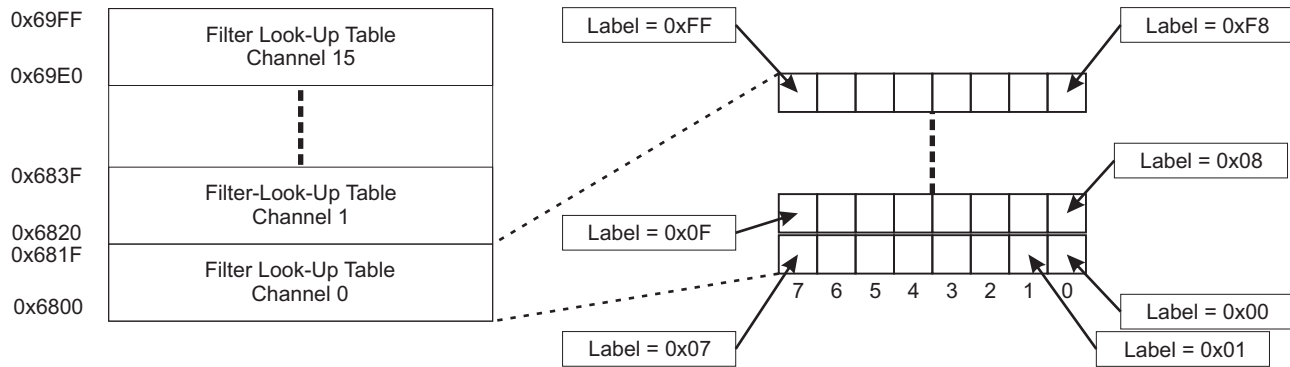 0x69FF
Filter Look-Up Table
Channel 15
0x69E0
0x683F
Filter-Look-Up Table
Channel 1
0x6820
0x681F
Filter Look-Up Table
Channel 0
0x6800
Label = 0xFF
Label = 0xF8
Label = 0x08
Label = 0x0F
7 6 5 4 3 2 1 0
Label = 0x00
Label = 0x07
Label = 0x01